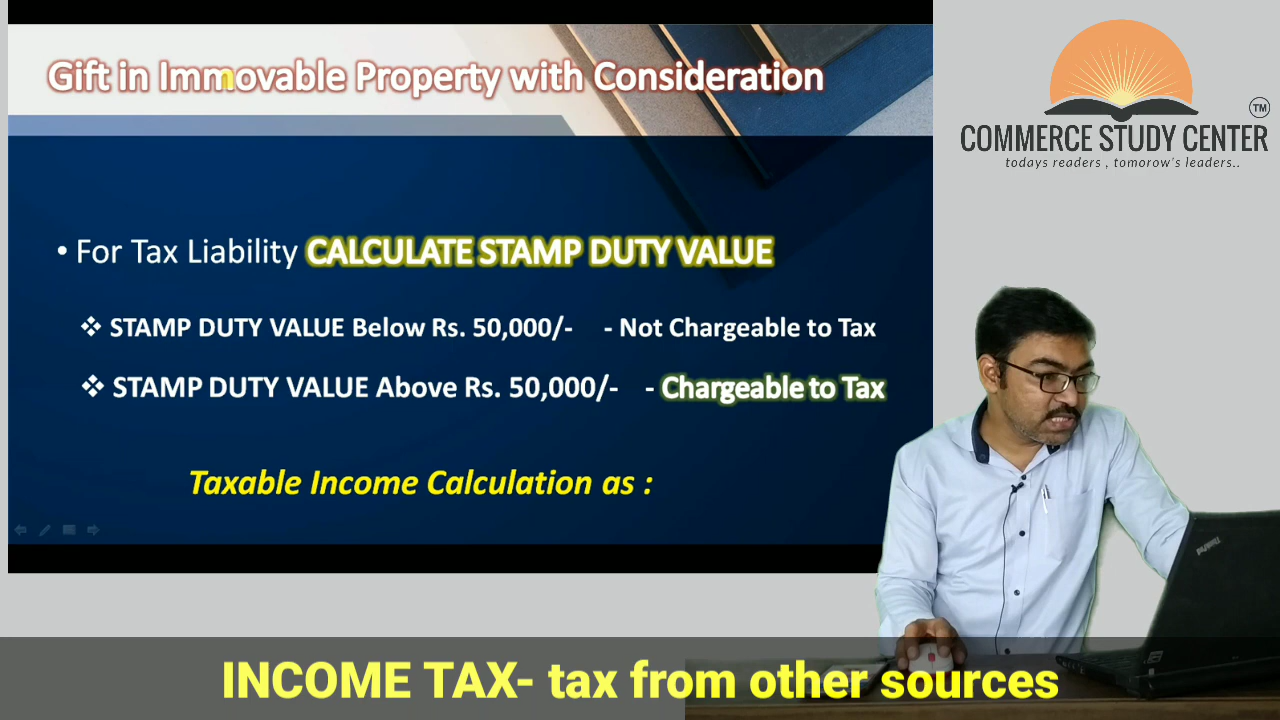 Gift in Immovable Property with Consideration
TM
COMMERCE STUDY CENTER
todays readers , tomorow's leaders..
• For Tax Liability CALCULATE STAMP DUTY VALUE
❖ STAMP DUTY VALUE Below Rs. 50,000/- - Not Chargeable to Tax
❖ STAMP DUTY VALUE Above Rs. 50,000/- - Chargeable to Tax
Taxable Income Calculation as :
ThinkPad
INCOME TAX- tax from other sources